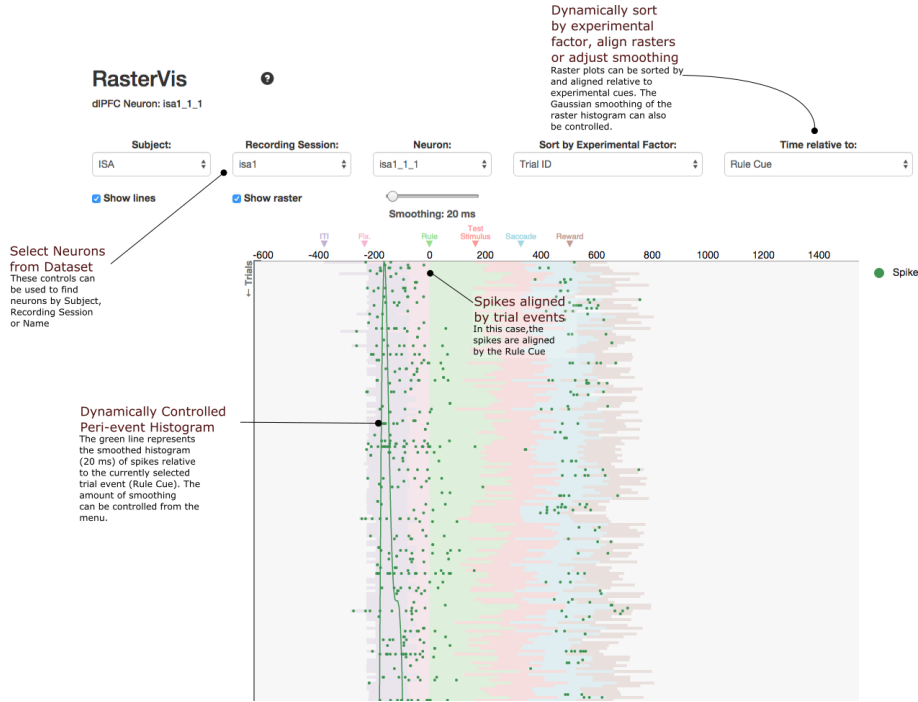 Dynamically sort
by experimental
factor, align rasters
or adjust smoothing
Raster plots can be sorted by
and aligned relative to
experimental cues. The
Gaussian smoothing of the
raster histogram can also
be controlled.
RasterVis ?
dlPFC Neuron: isa1_1_1
Subject: Recording Session: Neuron: Sort by Experimental Factor: Time relative to:
ISA isa1 isa1_1_1 Trial ID Rule Cue
Show lines Show raster
Smoothing: 20 ms
Select Neurons
from Dataset
These controls can
be used to find
neurons by Subject,
Recording Session
or Name
ITI Fix. Rule Test Stimulus Saccade Reward
-600 -400 -200 0 200 400 600 800 1000 1200 1400
← Trials
Spike
Spikes aligned
by trial events
In this case,the
spikes are aligned
by the Rule Cue
Dynamically Controlled
Peri-event Histogram
The green line represents
the smoothed histogram
(20 ms) of spikes relative
to the currently selected
trial event (Rule Cue). The
amount of smoothing
can be controlled from the
menu.